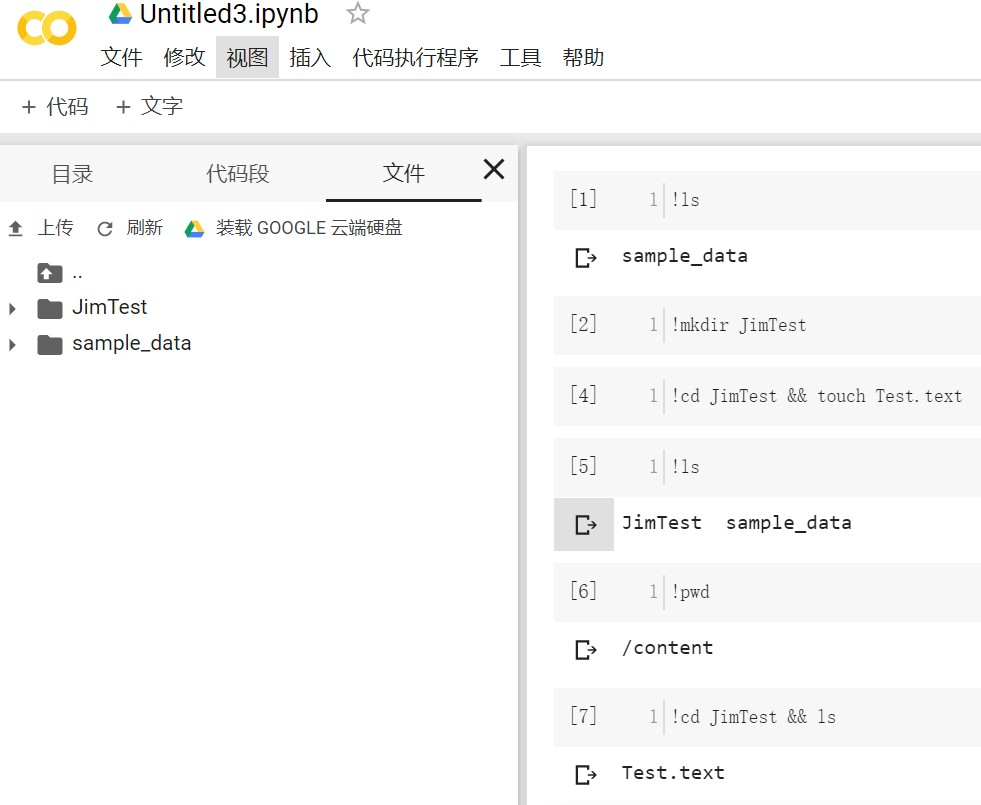 Untitled3.ipynb
文件 修改 视图 插入 代码执行程序 工具 帮助
+ 代码 + 文字
目录 代码段 文件
上传 刷新 装载 GOOGLE 云端硬盘
..
JimTest
sample_data
[1] 1 !ls
sample_data
[2] 1 !mkdir JimTest
[4] 1 !cd JimTest && touch Test.text
[5] 1 !ls
JimTest sample_data
[6] 1 !pwd
/content
[7] 1 !cd JimTest && ls
Test.text